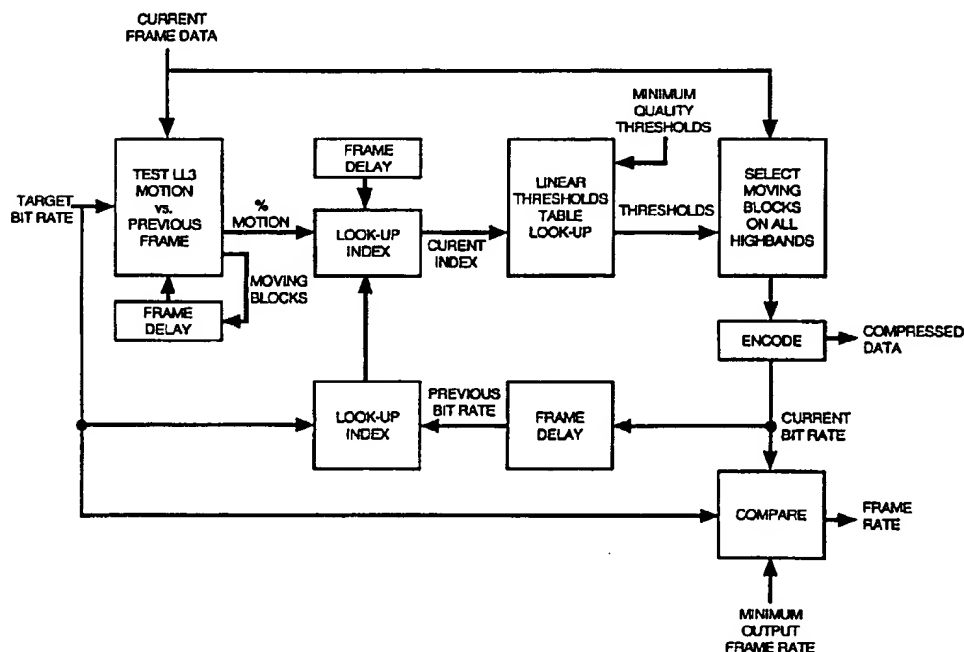 CURRENT
FRAME DATA
MINIMUM
QUALITY
THRESHOLDS
TARGET
BIT RATE
TEST LL3
MOTION
vs.
PREVIOUS
FRAME
%
MOTION
MOVING
BLOCKS
FRAME
DELAY
FRAME
DELAY
LOOK-UP
INDEX
CURENT
INDEX
LINEAR
THRESHOLDS
TABLE
LOOK-UP
THRESHOLDS
SELECT
MOVING
BLOCKS
ON ALL
HIGHBANDS
ENCODE
COMPRESSED
DATA
LOOK-UP
INDEX
PREVIOUS
BIT RATE
FRAME
DELAY
CURRENT
BIT RATE
COMPARE
FRAME
RATE
MINIMUM
OUTPUT
FRAME RATE